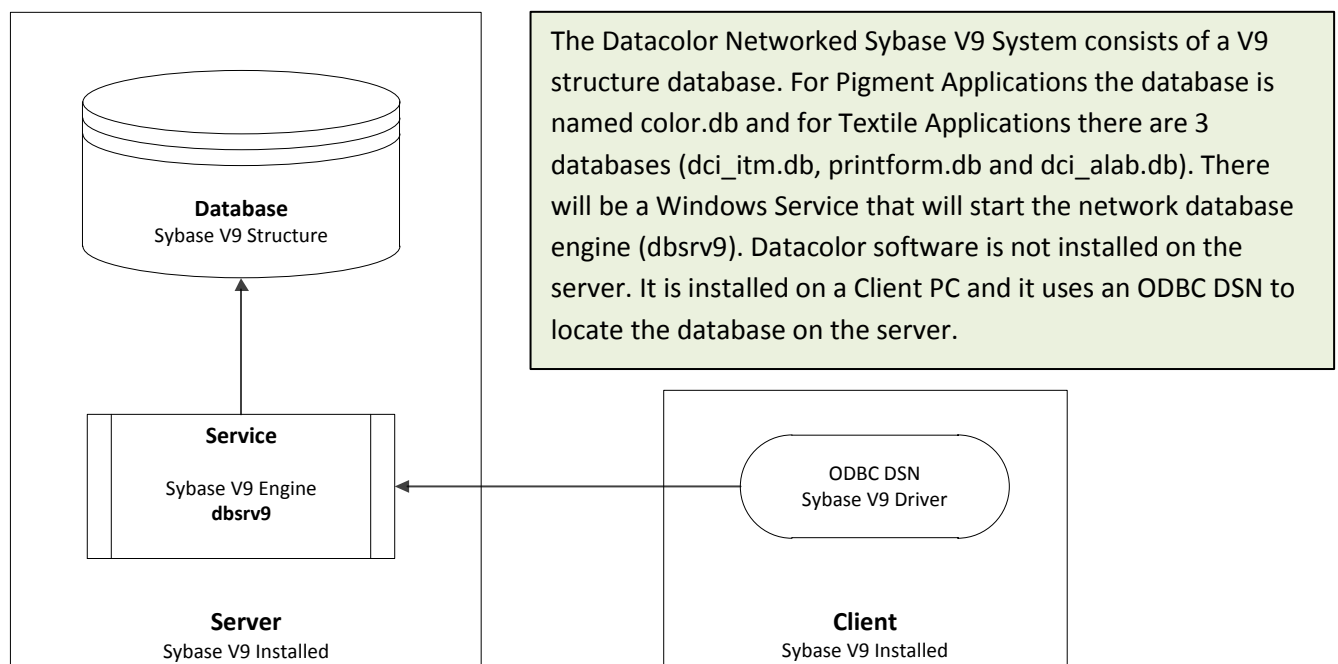 The Datacolor Networked Sybase V9 System consists of a V9
structure database. For Pigment Applications the database is
named color.db and for Textile Applications there are 3
databases (dci_itm.db, printform.db and dci_alab.db). There
will be a Windows Service that will start the network database
engine (dbsrv9). Datacolor software is not installed on the
server. It is installed on a Client PC and it uses an ODBC DSN to
locate the database on the server.
Database
Sybase V9 Structure
Service
Sybase V9 Engine
dbsrv9
ODBC DSN
Sybase V9 Driver
Server
Sybase V9 Installed
Client
Sybase V9 Installed